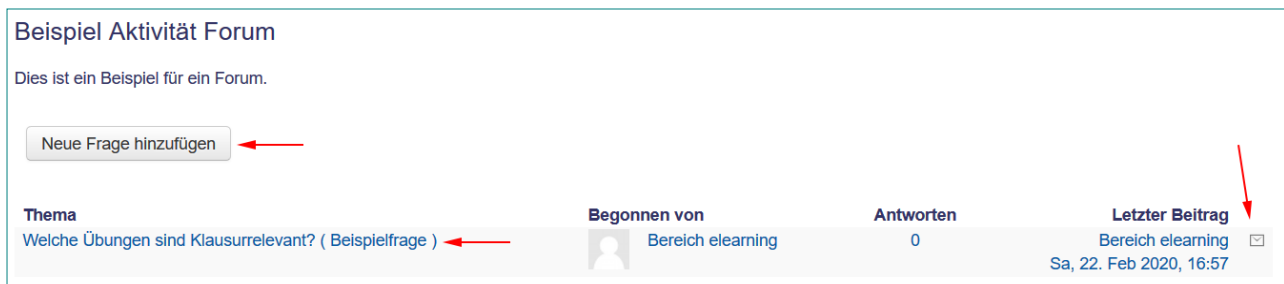 Beispiel Aktivität Forum
Dies ist ein Beispiel für ein Forum.
Neue Frage hinzufügen
Thema Begonnen von Antworten Letzter Beitrag
Welche Übungen sind Klausurrelevant? ( Beispielfrage ) Bereich elearning 0 Bereich elearning
Sa, 22. Feb 2020, 16:57